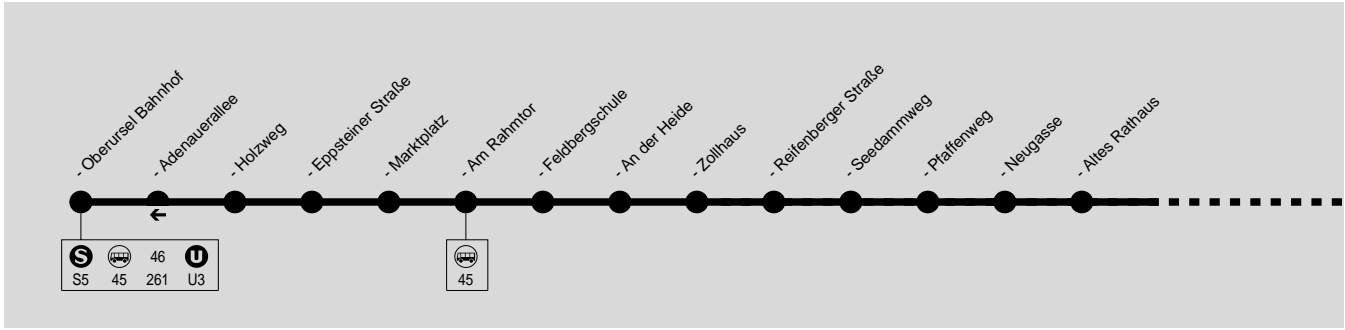 - Oberursel Bahnhof
- Adenauerallee
- Holzweg
- Eppsteiner Straße
- Marktplatz
- Am Rahmtor
- Feldbergschule
- An der Heide
- Zollhaus
- Reifenberger Straße
- Seedammweg
- Pfaffenweg
- Neugasse
- Altes Rathaus
S 46 U
S5 45 261 U3
45